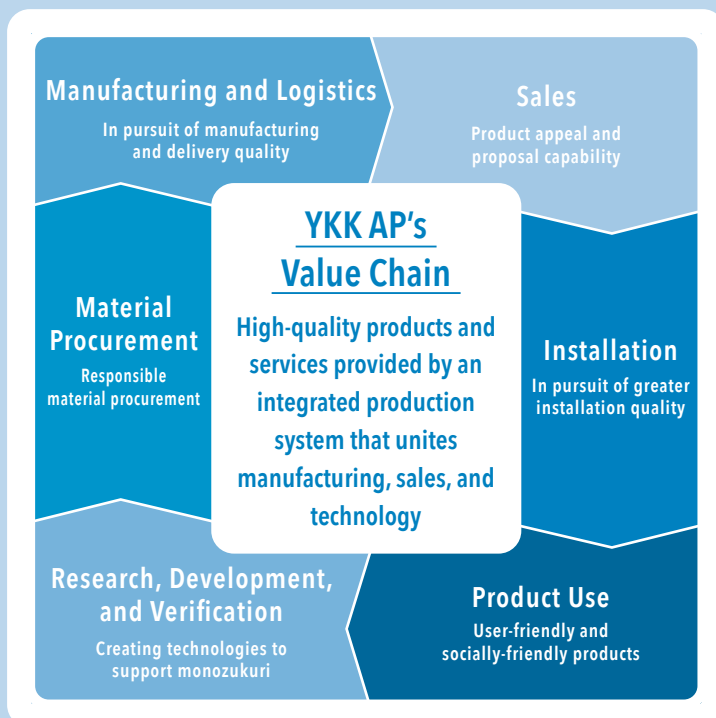 Manufacturing and Logistics
In pursuit of manufacturing
and delivery quality
Sales
Product appeal and
proposal capability
YKK AP's
Value Chain
High-quality products and
services provided by an
integrated production
system that unites
manufacturing, sales, and
technology
Material
Procurement
Responsible
material procurement
Installation
In pursuit of greater
installation quality
Research, Development,
and Verification
Creating technologies to
support monozukuri
Product Use
User-friendly and
socially-friendly products